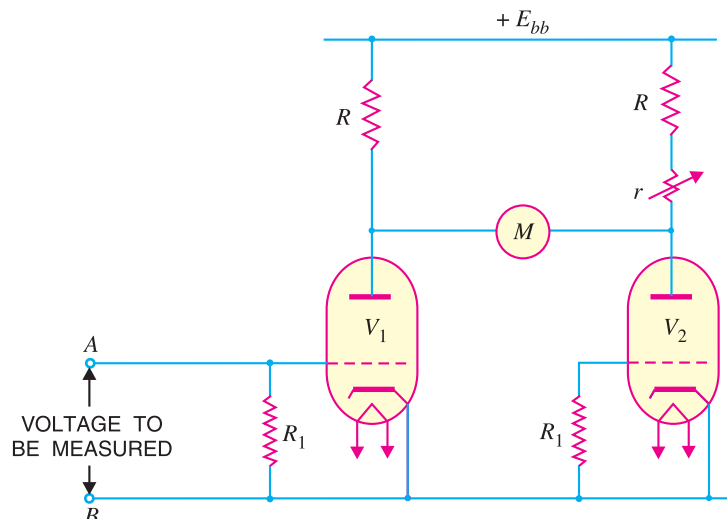 + E_bb
R
R
r
M
V_1
V_2
A
VOLTAGE TO
BE MEASURED
R_1
R_1
B